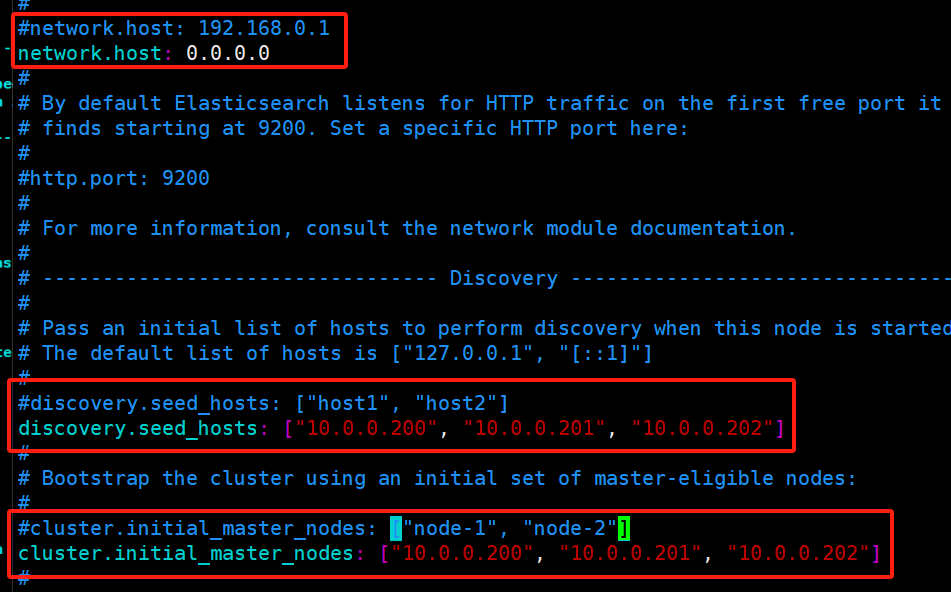 #
#network.host: 192.168.0.1
network.host: 0.0.0.0
#
# By default Elasticsearch listens for HTTP traffic on the first free port it
# finds starting at 9200. Set a specific HTTP port here:
#
#http.port: 9200
#
# For more information, consult the network module documentation.
#
# --------------------------------- Discovery --------------------------------
#
# Pass an initial list of hosts to perform discovery when this node is started
# The default list of hosts is ["127.0.0.1", "[::1]"]
#
#discovery.seed_hosts: ["host1", "host2"]
discovery.seed_hosts: ["10.0.0.200", "10.0.0.201", "10.0.0.202"]
#
# Bootstrap the cluster using an initial set of master-eligible nodes:
#
#cluster.initial_master_nodes: ["node-1", "node-2"]
cluster.initial_master_nodes: ["10.0.0.200", "10.0.0.201", "10.0.0.202"]
#